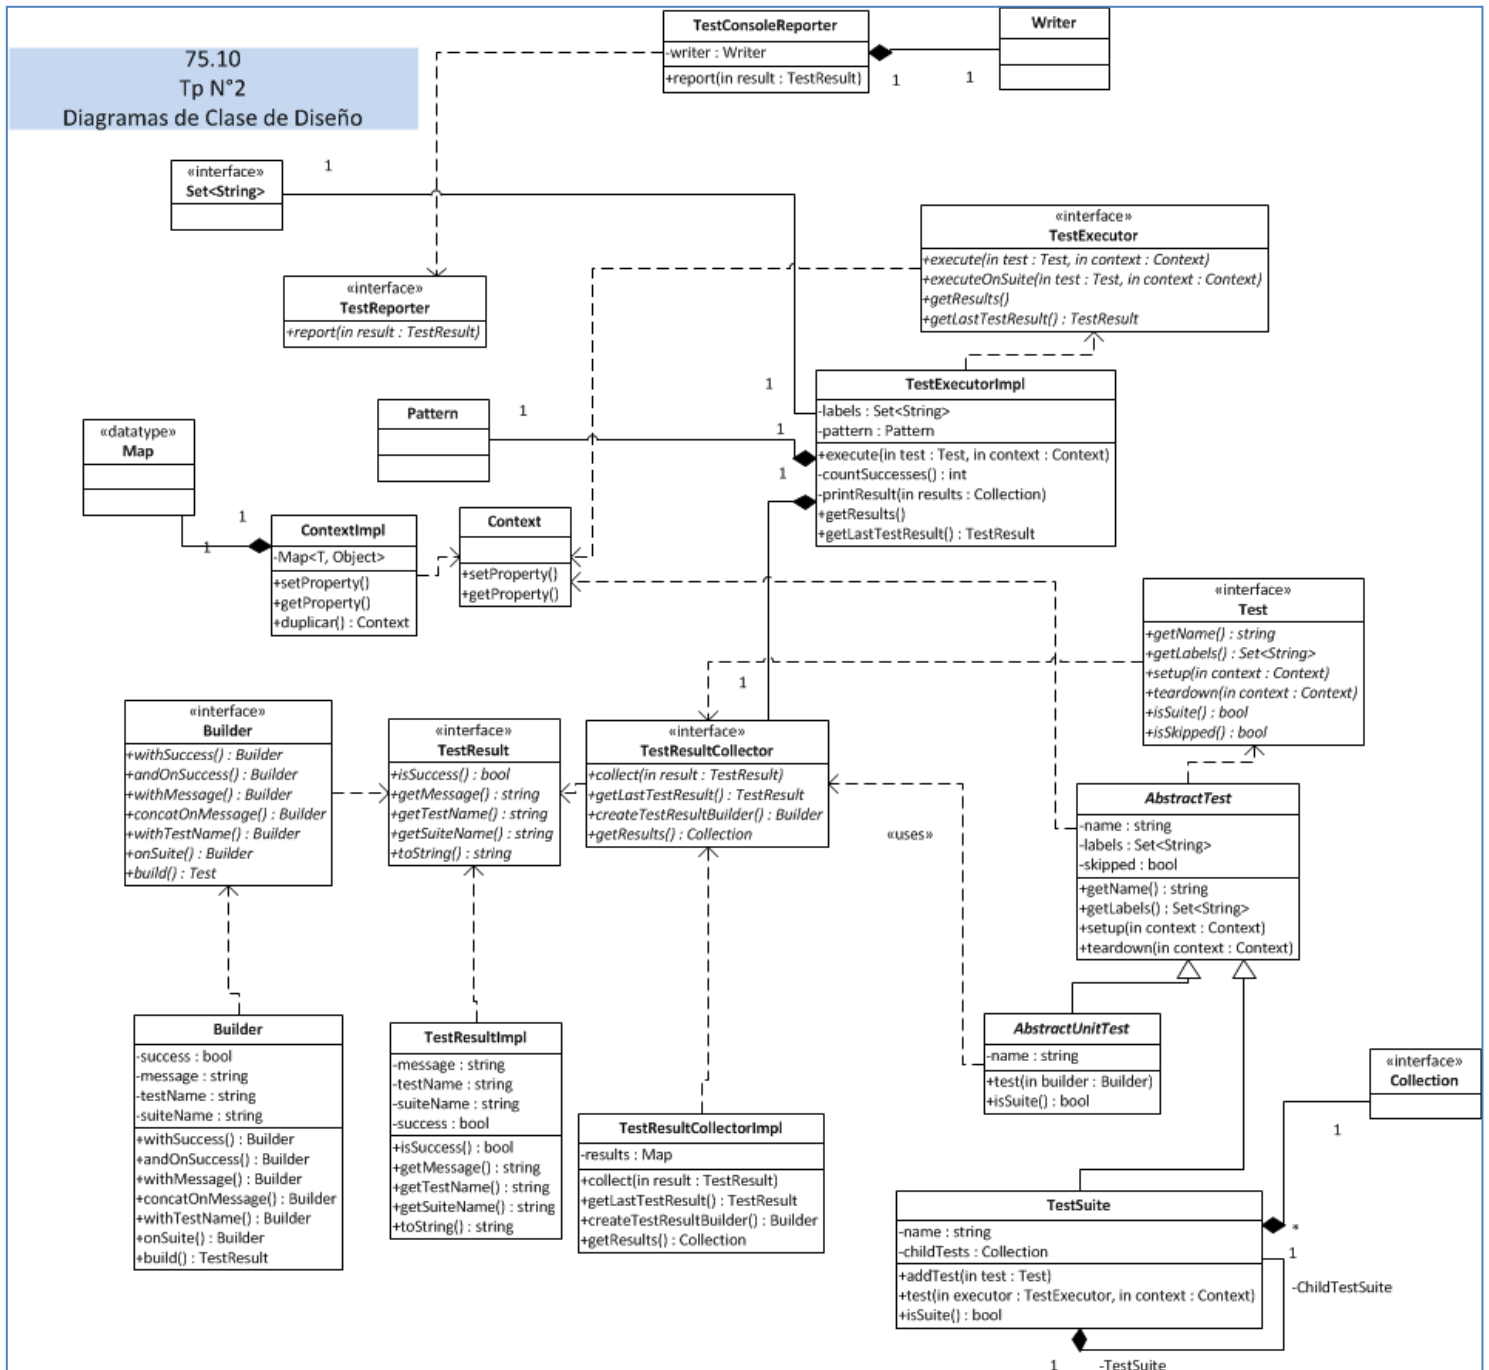 75.10
Tp N°2
Diagramas de Clase de Diseño
TestConsoleReporter
-writer : Writer
+report(in result : TestResult)
1
1
Writer
«interface»
Set<String>
1
«interface»
TestReporter
+report(in result : TestResult)
«interface»
TestExecutor
+execute(in test : Test, in context : Context)
+executeOnSuite(in test : Test, in context : Context)
+getResults()
+getLastTestResult() : TestResult
TestExecutorImpl
-labels : Set<String>
-pattern : Pattern
+execute(in test : Test, in context : Context)
-countSuccesses() : int
-printResult(in results : Collection)
+getResults()
+getLastTestResult() : TestResult
1
1
1
Pattern
1
«datatype»
Map
1
1
ContextImpl
-Map<T, Object>
+setProperty()
+getProperty()
+duplicar() : Context
Context
+setProperty()
+getProperty()
«interface»
Test
+getName() : string
+getLabels() : Set<String>
+setup(in context : Context)
+teardown(in context : Context)
+isSuite() : bool
+isSkipped() : bool
1
«interface»
Builder
+withSuccess() : Builder
+andOnSuccess() : Builder
+withMessage() : Builder
+concatOnMessage() : Builder
+withTestName() : Builder
+onSuite() : Builder
+build() : Test
«interface»
TestResult
+isSuccess() : bool
+getMessage() : string
+getTestName() : string
+getSuiteName() : string
+toString() : string
«interface»
TestResultCollector
+collect(in result : TestResult)
+getLastTestResult() : TestResult
+createTestResultBuilder() : Builder
+getResults() : Collection
«uses»
AbstractTest
-name : string
-labels : Set<String>
-skipped : bool
+getName() : string
+getLabels() : Set<String>
+setup(in context : Context)
+teardown(in context : Context)
Builder
-success : bool
-message : string
-testName : string
-suiteName : string
+withSuccess() : Builder
+andOnSuccess() : Builder
+withMessage() : Builder
+concatOnMessage() : Builder
+withTestName() : Builder
+onSuite() : Builder
+build() : TestResult
TestResultImpl
-message : string
-testName : string
-suiteName : string
-success : bool
+isSuccess() : bool
+getMessage() : string
+getTestName() : string
+getSuiteName() : string
+toString() : string
TestResultCollectorImpl
-results : Map
+collect(in result : TestResult)
+getLastTestResult() : TestResult
+createTestResultBuilder() : Builder
+getResults() : Collection
AbstractUnitTest
-name : string
+test(in builder : Builder)
+isSuite() : bool
«interface»
Collection
1
TestSuite
-name : string
-childTests : Collection
+addTest(in test : Test)
+test(in executor : TestExecutor, in context : Context)
+isSuite() : bool
*
1
-ChildTestSuite
1
-TestSuite